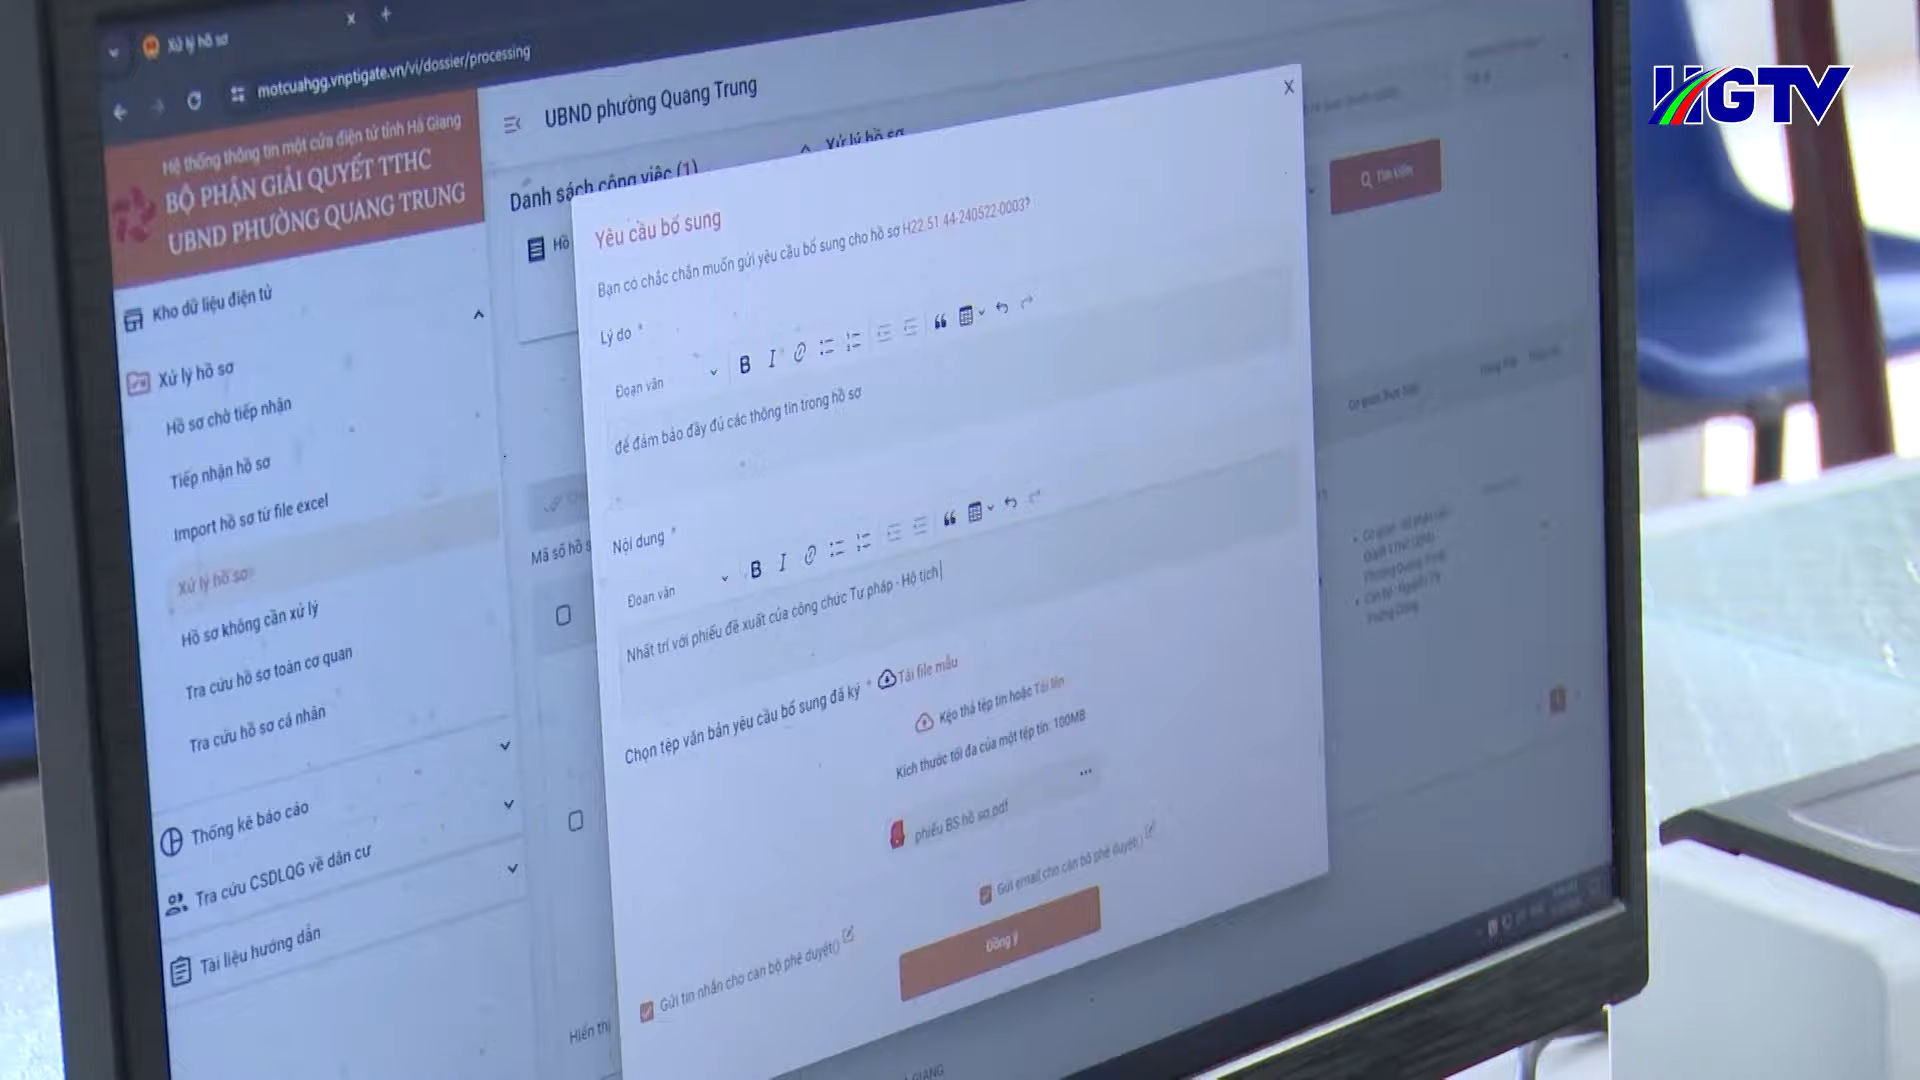 HGTV
Xử lý hồ sơ
motcuahgg.vnptigate.vn/vi/dossier/processing
Hệ thống thông tin một cửa điện tử tỉnh Hà Giang
BỘ PHẬN GIẢI QUYẾT TTHC
UBND PHƯỜNG QUANG TRUNG
Kho dữ liệu điện tử
Xử lý hồ sơ
Hồ sơ chờ tiếp nhận
Tiếp nhận hồ sơ
Import hồ sơ từ file excel
Xử lý hồ sơ
Hồ sơ không cần xử lý
Tra cứu hồ sơ toàn cơ quan
Tra cứu hồ sơ cá nhân
Thống kê báo cáo
Tra cứu CSDLQG về dân cư
Tài liệu hướng dẫn
UBND phường Quang Trung
Danh sách công việc (1)
Xử lý hồ sơ
Tìm kiếm
Hồ
Mã số hồ s
Hiển thị
GIANG
Yêu cầu bổ sung
X
Bạn có chắc chắn muốn gửi yêu cầu bổ sung cho hồ sơ H22.51.44-240522-0003?
Lý do *
Đoạn văn
để đảm bảo đầy đủ các thông tin trong hồ sơ
Nội dung *
Đoạn văn
Nhất trí với phiếu đề xuất của công chức Tư pháp - Hộ tịch
Chọn tệp văn bản yêu cầu bổ sung đã ký * Tải file mẫu
Kéo thả tệp tin hoặc Tải lên
Kích thước tối đa của một tệp tin: 100MB
phiếu BS hồ sơ.pdf
Gửi email cho cán bộ phê duyệt()
Gửi tin nhắn cho cán bộ phê duyệt()
Đồng ý